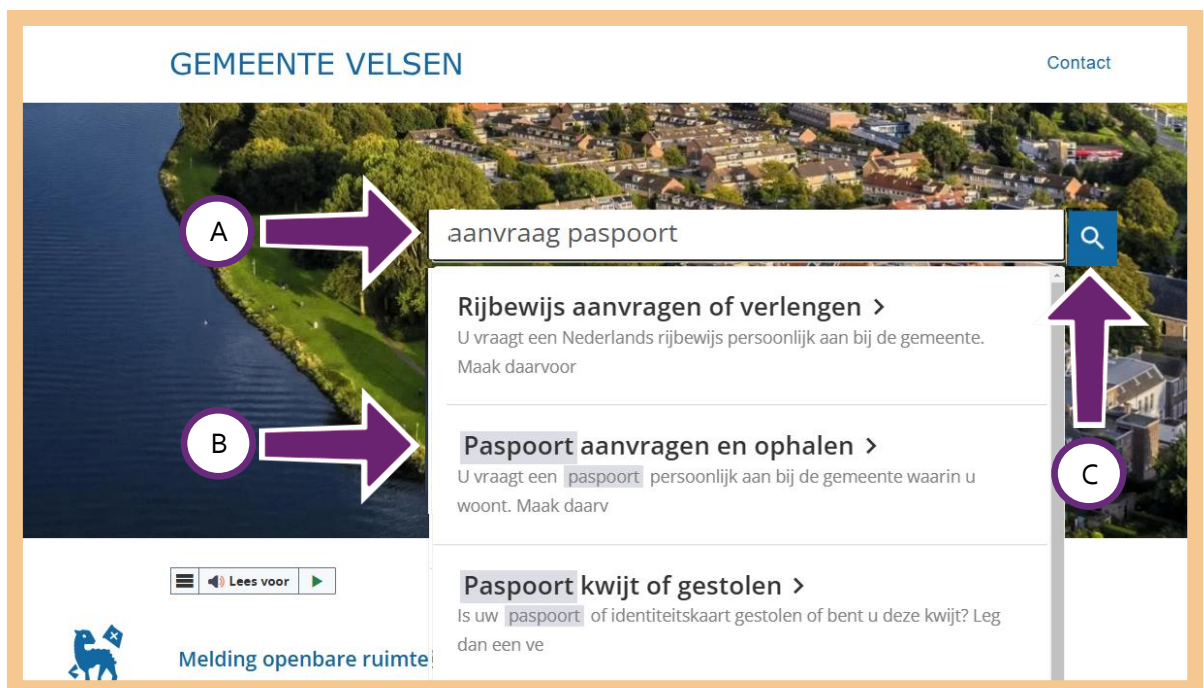 GEMEENTE VELSEN
Contact
A
aanvraag paspoort
Rijbewijs aanvragen of verlengen >
U vraagt een Nederlands rijbewijs persoonlijk aan bij de gemeente.
Maak daarvoor
B
Paspoort aanvragen en ophalen >
U vraagt een paspoort persoonlijk aan bij de gemeente waarin u
woont. Maak daarv
C
Paspoort kwijt of gestolen >
Is uw paspoort of identiteitskaart gestolen of bent u deze kwijt? Leg
dan een ve
Lees voor
Melding openbare ruimte